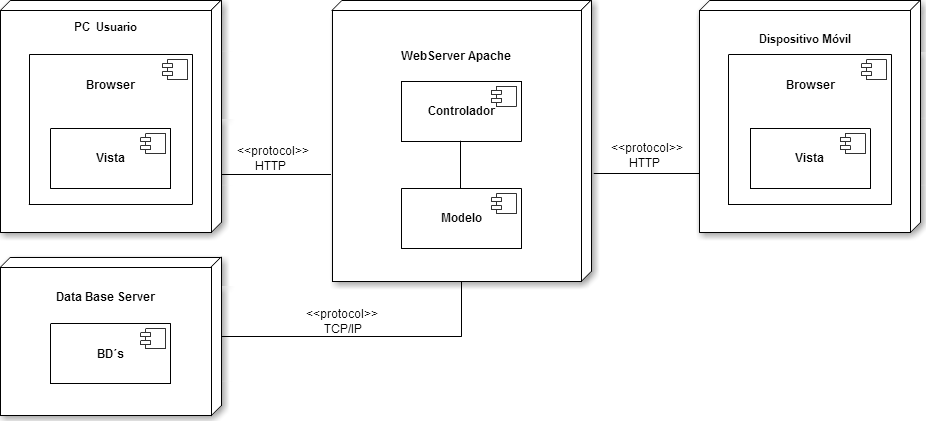 PC Usuario
Browser
Vista
<<protocol>>
HTTP
WebServer Apache
Controlador
Modelo
<<protocol>>
HTTP
Dispositivo Móvil
Browser
Vista
Data Base Server
BD´s
<<protocol>>
TCP/IP